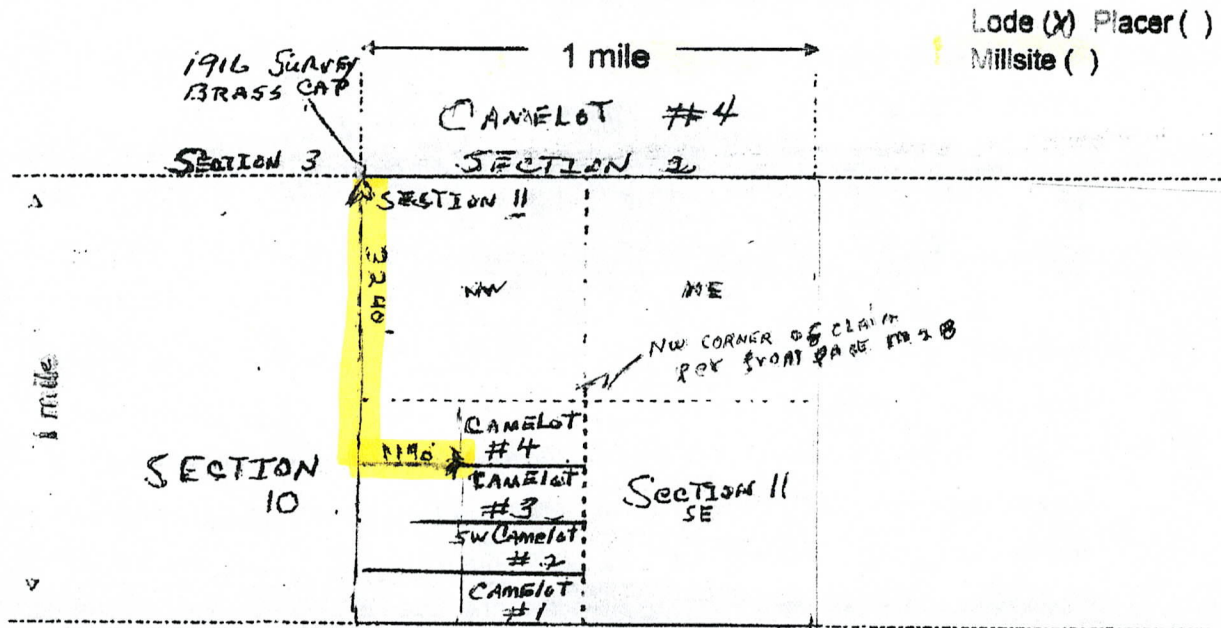 Lode (X) Placer ( )
Millsite ( )
1916 SURVEY
BRASS CAP
1 mile
CAMELOT #4
SECTION 3
SECTION 2
SECTION 11
NW
NE
NW CORNER OF CLAIM
per front page
1 mile
CAMELOT
#4
SECTION
10
CAMELOT
#3
Section 11
SE
SW Camelot
#2
CAMELOT
#1